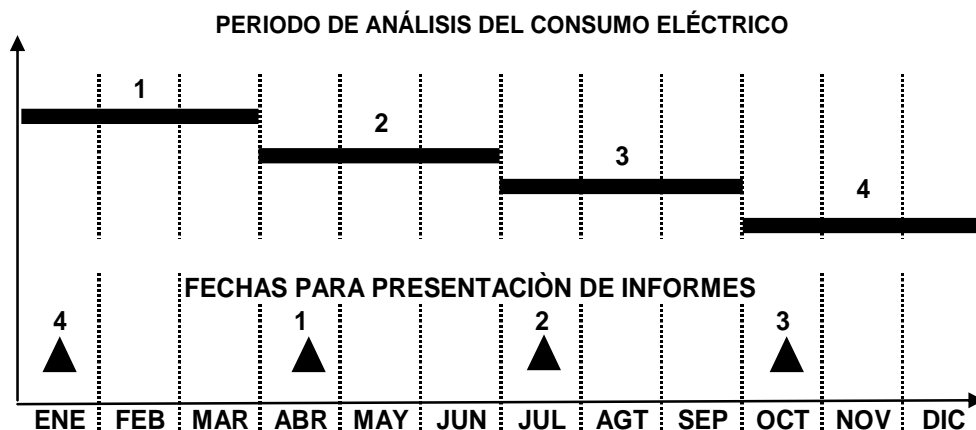 PERIODO DE ANÁLISIS DEL CONSUMO ELÉCTRICO
1
2
3
4
FECHAS PARA PRESENTACIÒN DE INFORMES
4 1 2 3
ENE FEB MAR ABR MAY JUN JUL AGT SEP OCT NOV DIC